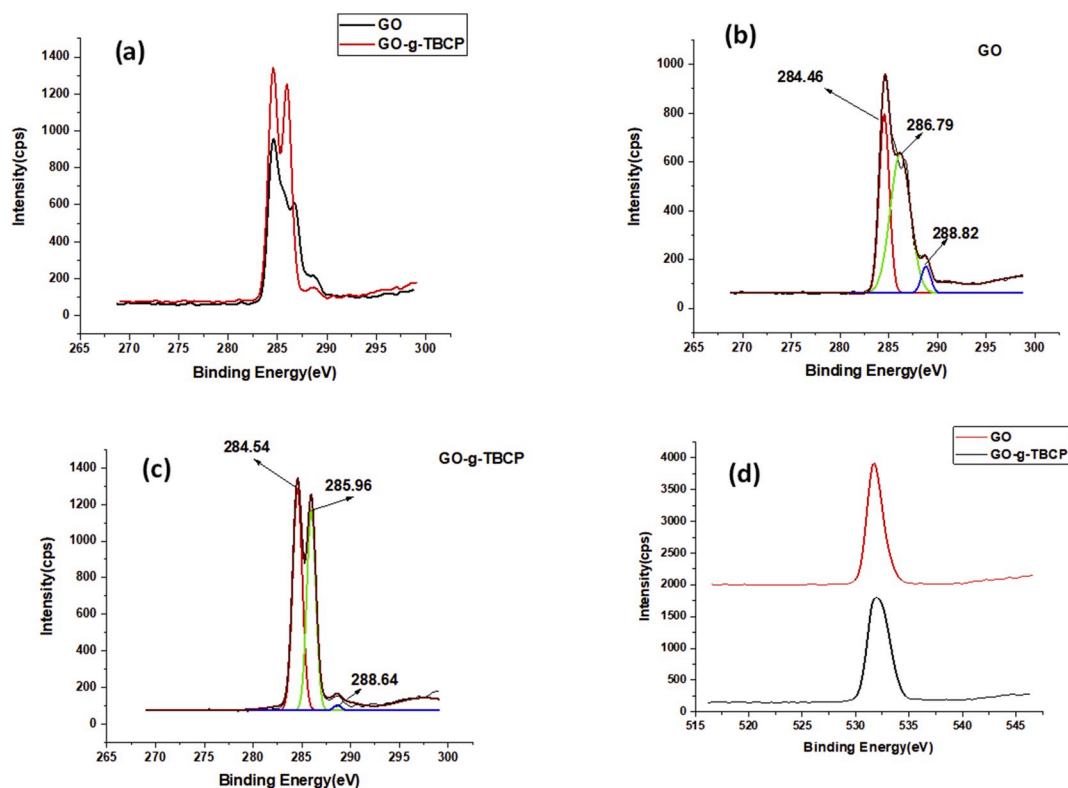 (a)
GO
GO-g-TBCP
Intensity(cps)
1400
1200
1000
800
600
400
200
0
265 270 275 280 285 290 295 300
Binding Energy(eV)
(b)
GO
284.46
286.79
288.82
Intensity(cps)
1000
800
600
400
200
0
265 270 275 280 285 290 295 300
Binding Energy(eV)
(c)
GO-g-TBCP
284.54
285.96
288.64
Intensity(cps)
1400
1200
1000
800
600
400
200
0
265 270 275 280 285 290 295 300
Binding Energy(eV)
(d)
GO
GO-g-TBCP
Intensity(cps)
4000
3500
3000
2500
2000
1500
1000
500
0
515 520 525 530 535 540 545
Binding Energy(eV)